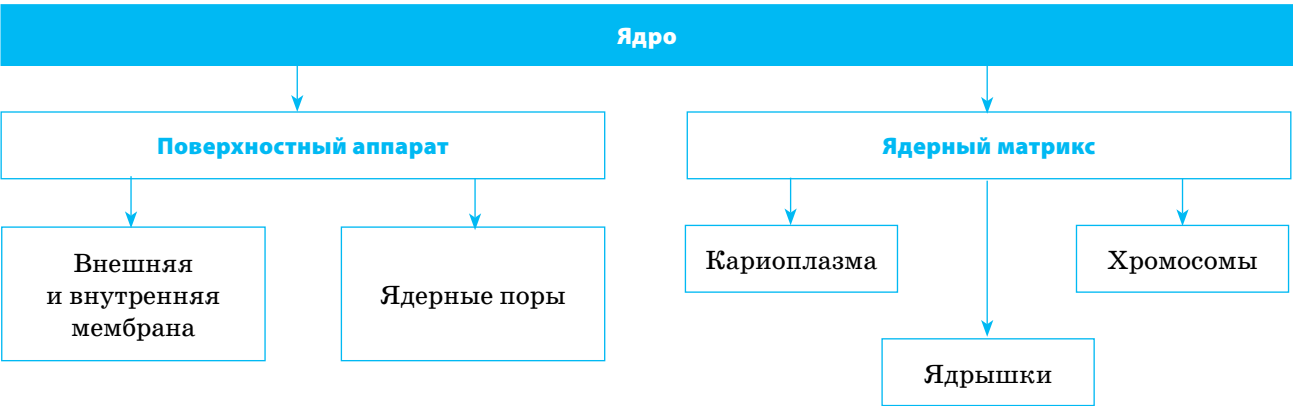 Ядро
Поверхностный аппарат
Ядерный матрикс
Внешняя
и внутренняя
мембрана
Ядерные поры
Кариоплазма
Хромосомы
Ядрышки